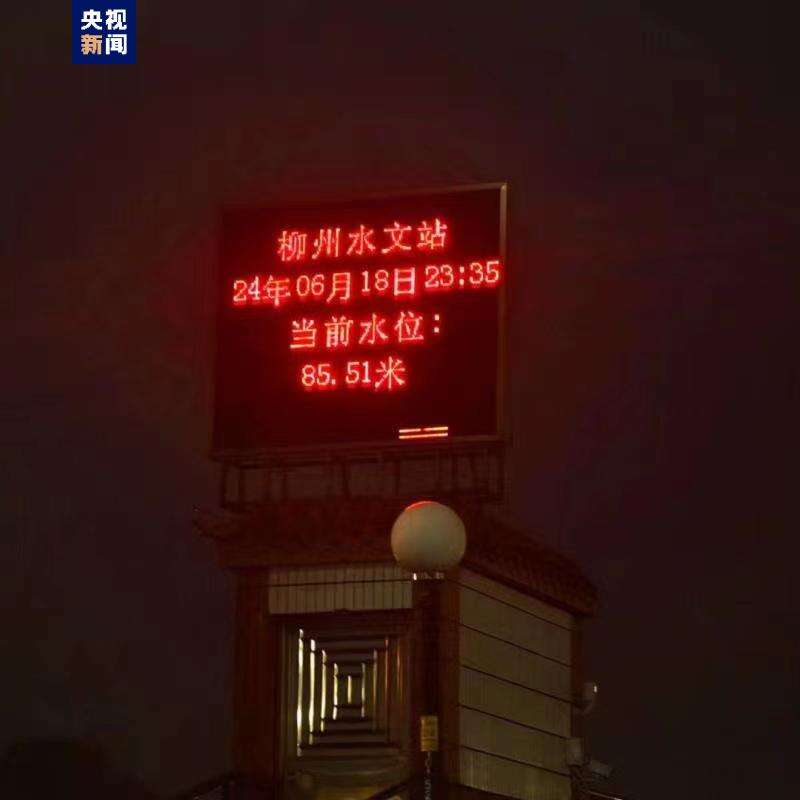 央视
新闻
柳州水文站
24年06月18日23:35
当前水位:
85.51米